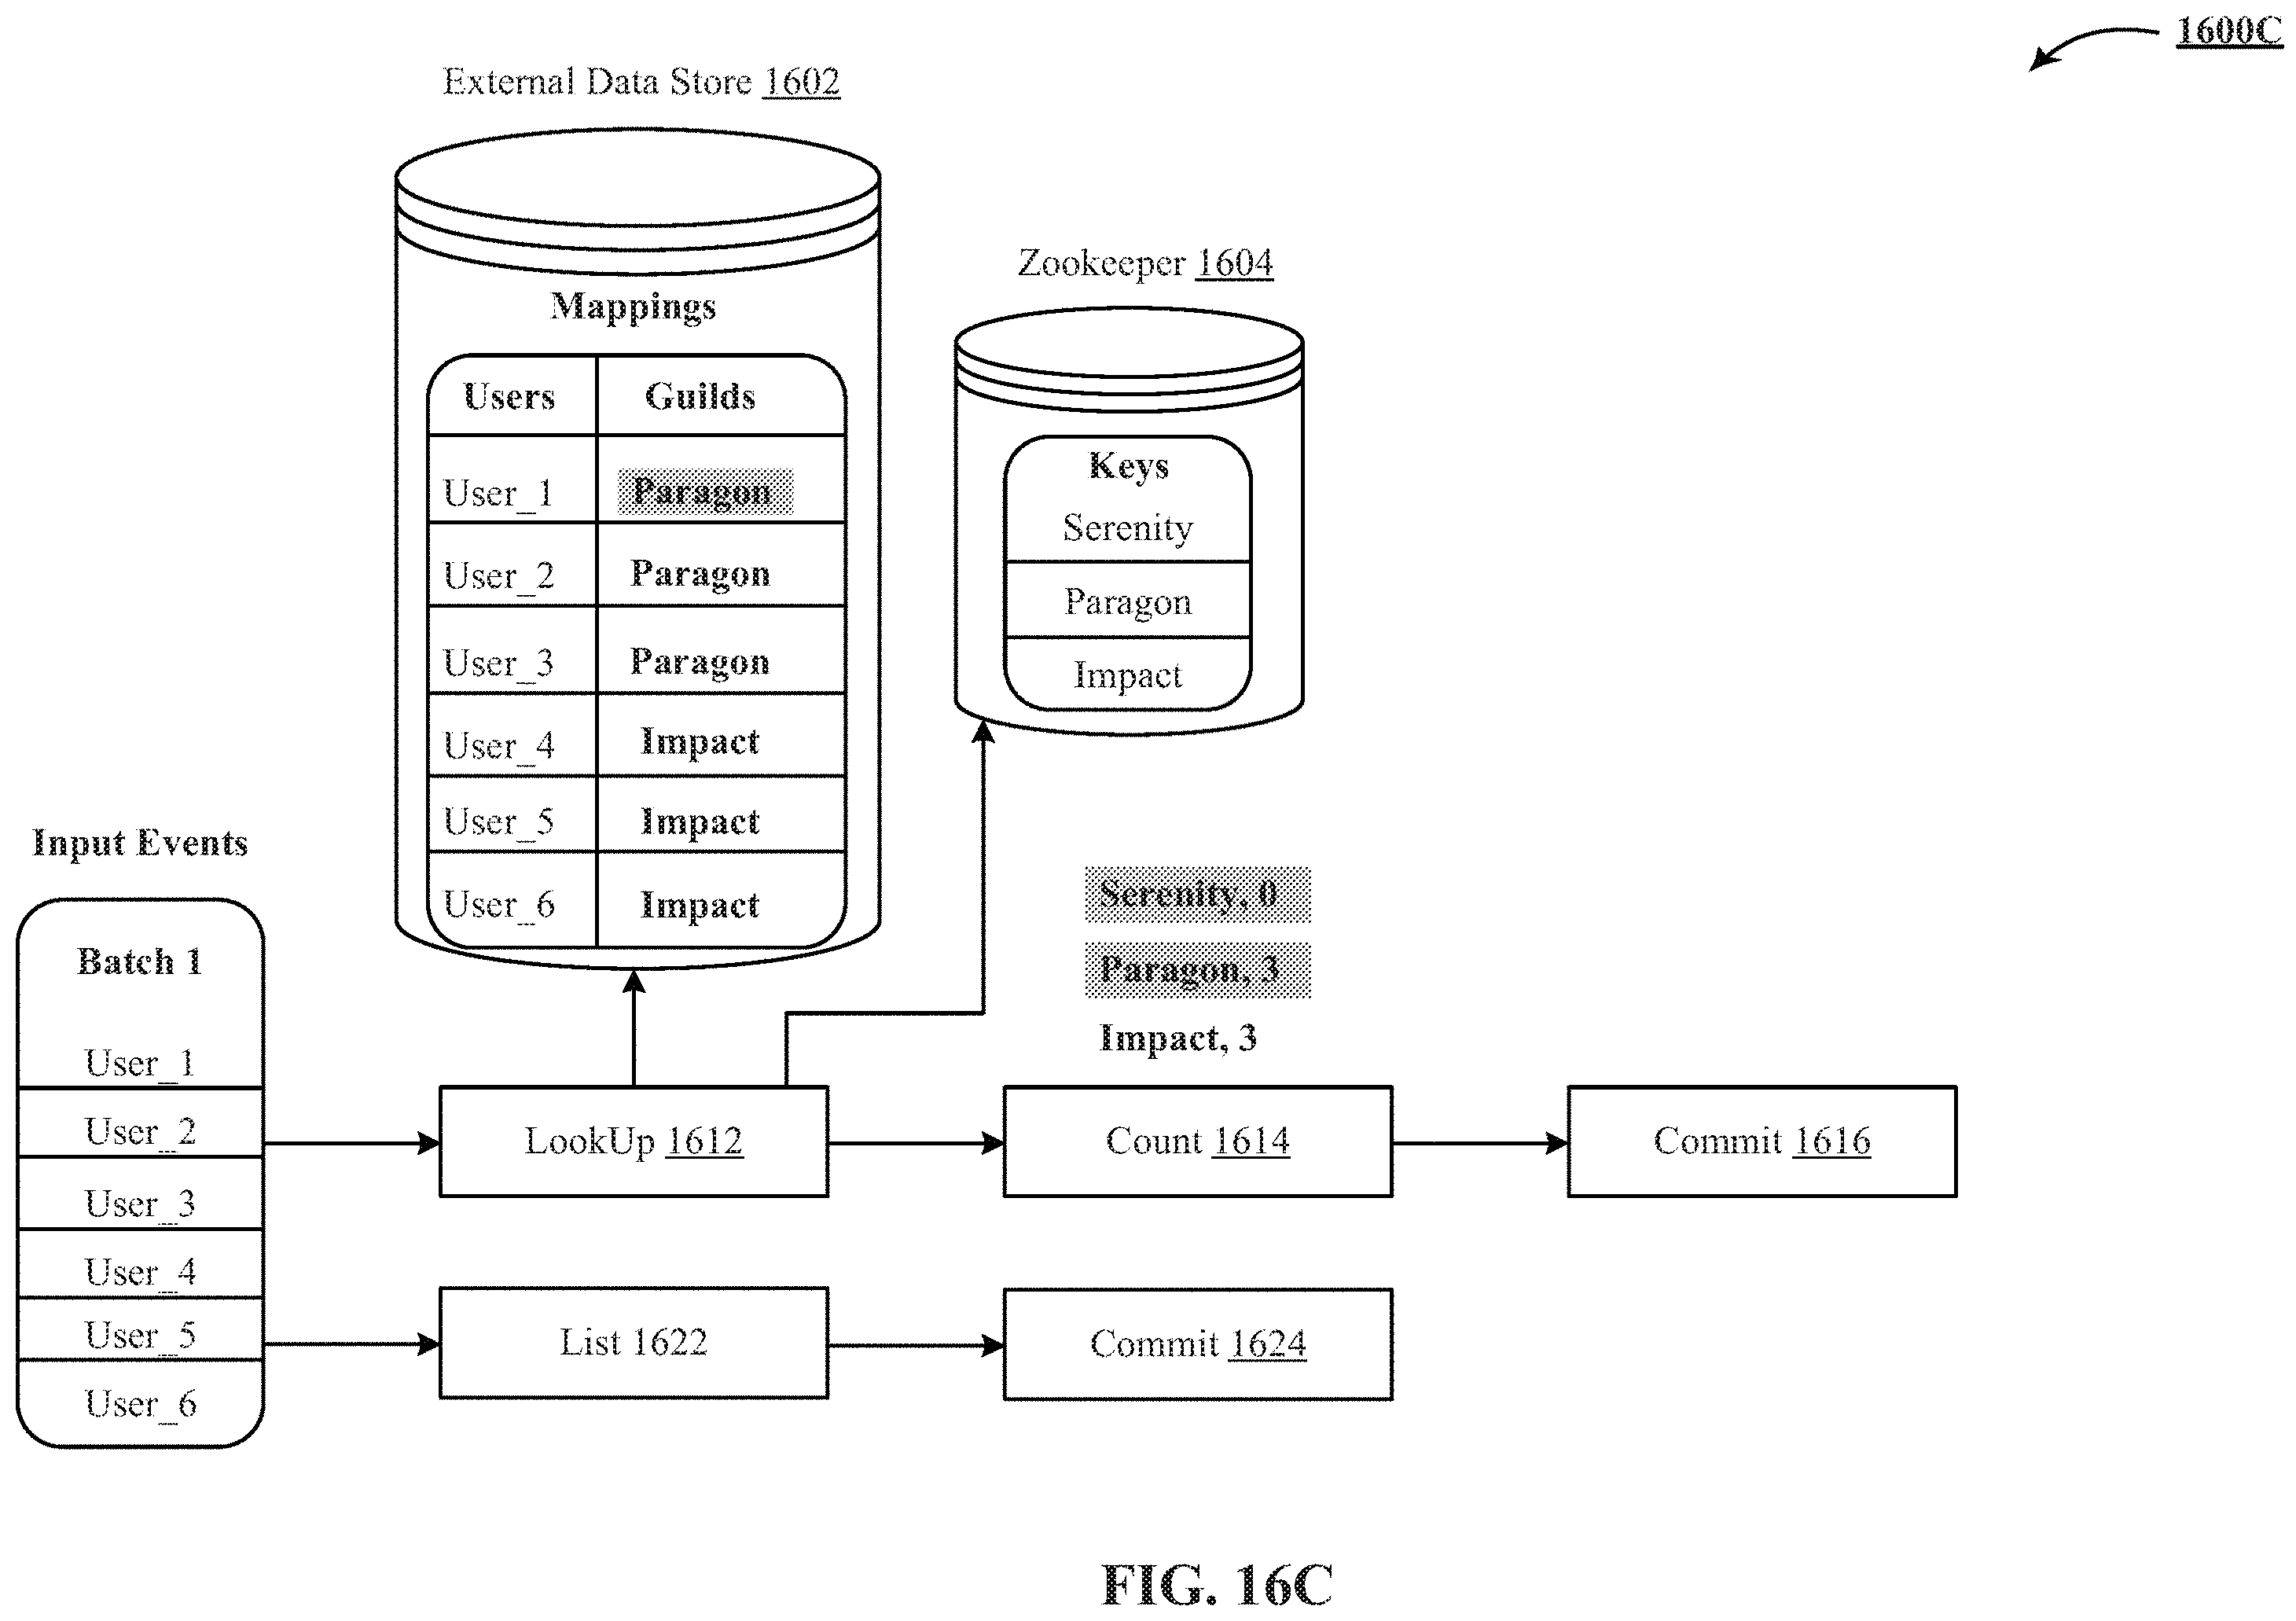 1600C
External Data Store 1602
Zookeeper 1604
Mappings
Users Guilds
User_1 Paragon
User_2 Paragon
User_3 Paragon
User_4 Impact
User_5 Impact
User_6 Impact
Keys
Serenity
Paragon
Impact
Input Events
Batch 1
User_1
User_2
User_3
User_4
User_5
User_6
Serenity, 0
Paragon, 3
Impact, 3
LookUp 1612
Count 1614
Commit 1616
List 1622
Commit 1624
FIG. 16C